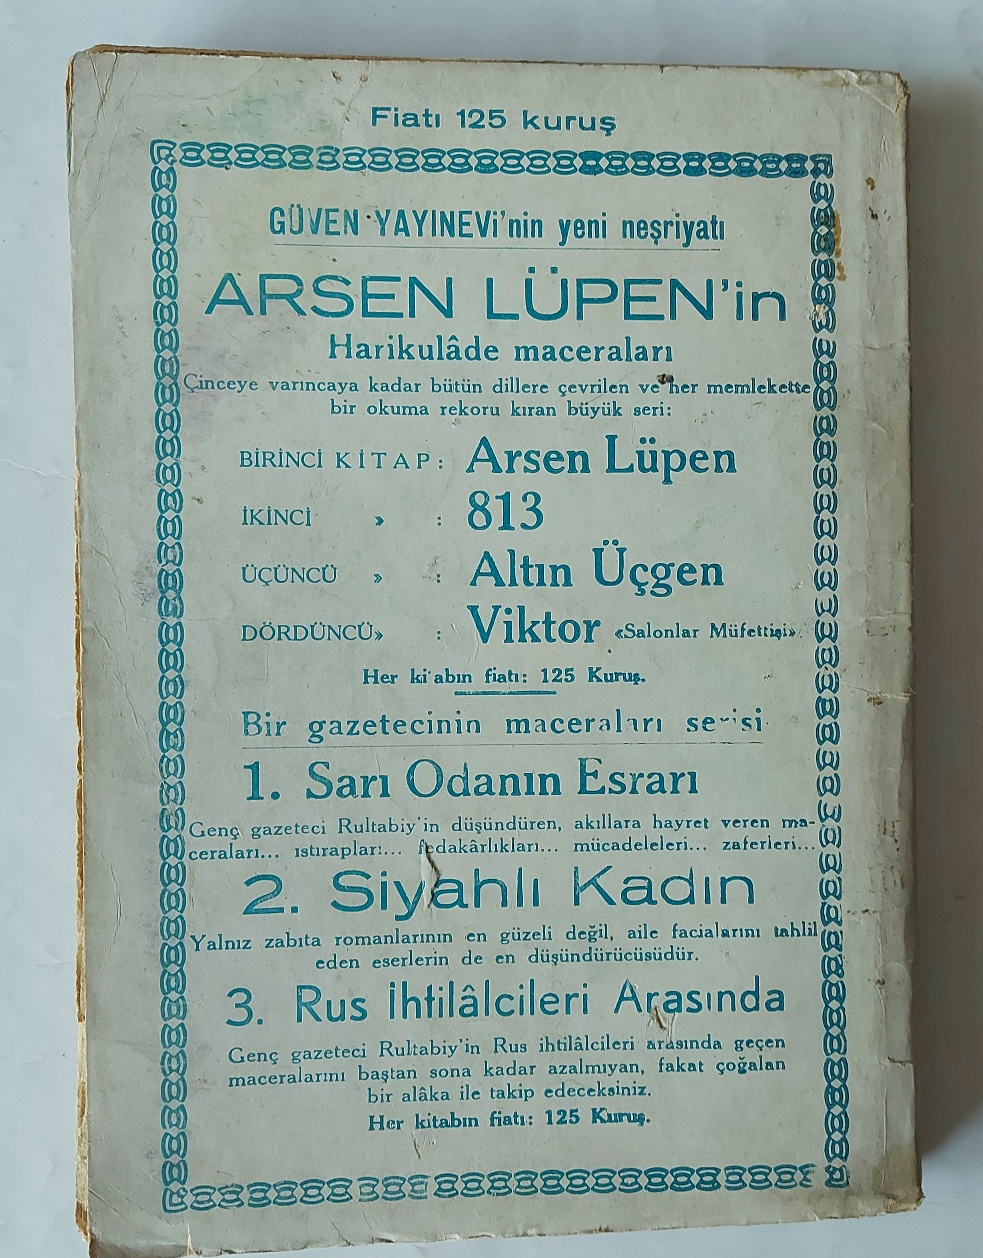 Fiatı 125 kuruş
GÜVEN YAYINEVi'nin yeni neşriyatı
ARSEN LÜPEN'in
Harikulâde maceraları
Çinceye varıncaya kadar bütün dillere çevrilen ve her memlekette
bir okuma rekoru kıran büyük seri:
BİRİNCİ KİTAP: Arsen Lüpen
İKİNCİ » : 813
ÜÇÜNCÜ » : Altın Üçgen
DÖRDÜNCÜ» : Viktor «Salonlar Müfettişi».
Her kitabın fiatı: 125 Kuruş.
Bir gazetecinin maceraları serisi
1. Sarı Odanın Esrarı
Genç gazeteci Rultabiy'in düşündüren, akıllara hayret veren ma-
ceraları... ıstırapları... fedakârlıkları... mücadeleleri... zaferleri...
2. Siyahlı Kadın
Yalnız zabıta romanlarının en güzeli değil, aile facialarını tahlil
eden eserlerin de en düşündürücüsüdür.
3. Rus İhtilâlcileri Arasında
Genç gazeteci Rultabiy'in Rus ihtilâlcileri arasında geçen
maceralarını baştan sona kadar azalmıyan, fakat çoğalan
bir alâka ile takip edeceksiniz.
Her kitabın fiatı: 125 Kuruş.